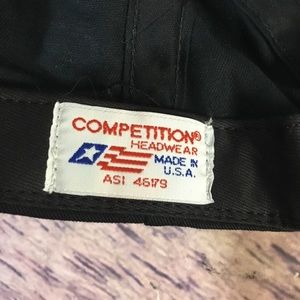 COMPETITION®
HEADWEAR
MADE IN
U.S.A.
ASI 46179